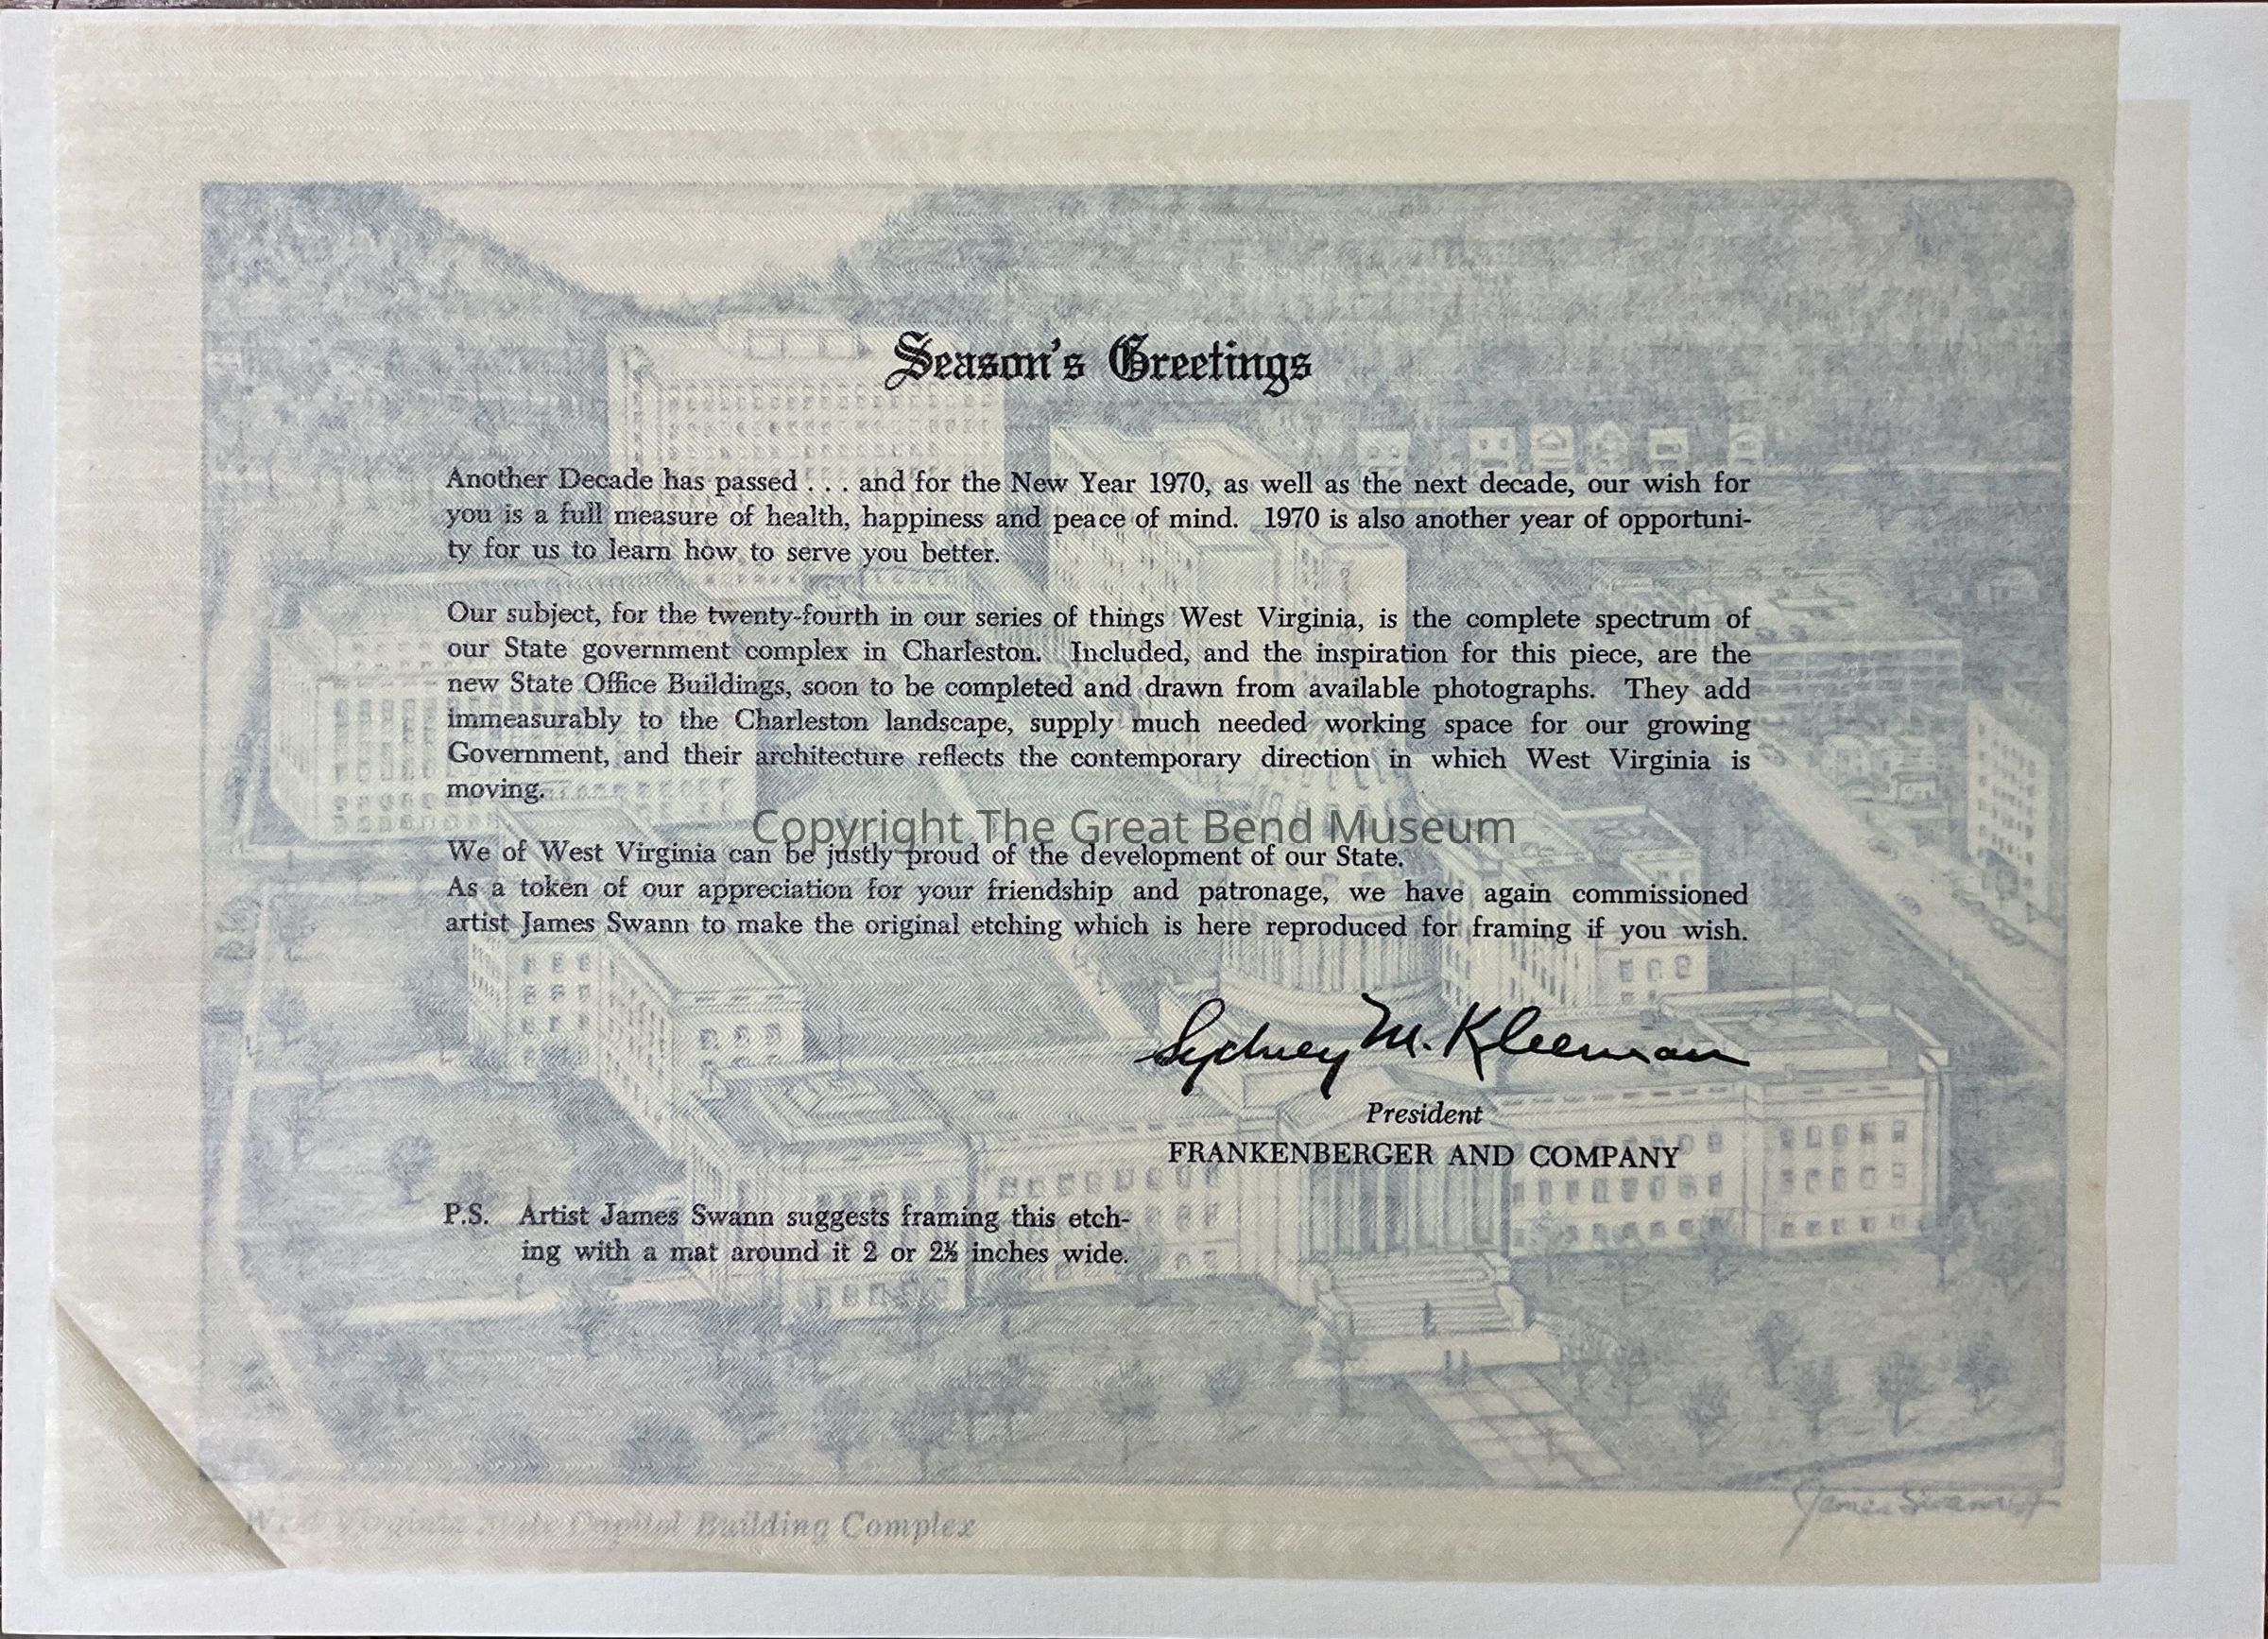 Season's Greetings
Another Decade has passed . . . and for the New Year 1970, as well as the next decade, our wish for
you is a full measure of health, happiness and peace of mind. 1970 is also another year of opportuni-
ty for us to learn how to serve you better.
Our subject, for the twenty-fourth in our series of things West Virginia, is the complete spectrum of
our State government complex in Charleston. Included, and the inspiration for this piece, are the
new State Office Buildings, soon to be completed and drawn from available photographs. They add
immeasurably to the Charleston landscape, supply much needed working space for our growing
Government, and their architecture reflects the contemporary direction in which West Virginia is
moving.
Copyright The Great Bend Museum
We of West Virginia can be justly proud of the development of our State.
As a token of our appreciation for your friendship and patronage, we have again commissioned
artist James Swann to make the original etching which is here reproduced for framing if you wish.
Sydney M. Kleeman
President
FRANKENBERGER AND COMPANY
P.S. Artist James Swann suggests framing this etch-
ing with a mat around it 2 or 2½ inches wide.
West Virginia State Capitol Building Complex
James Swann